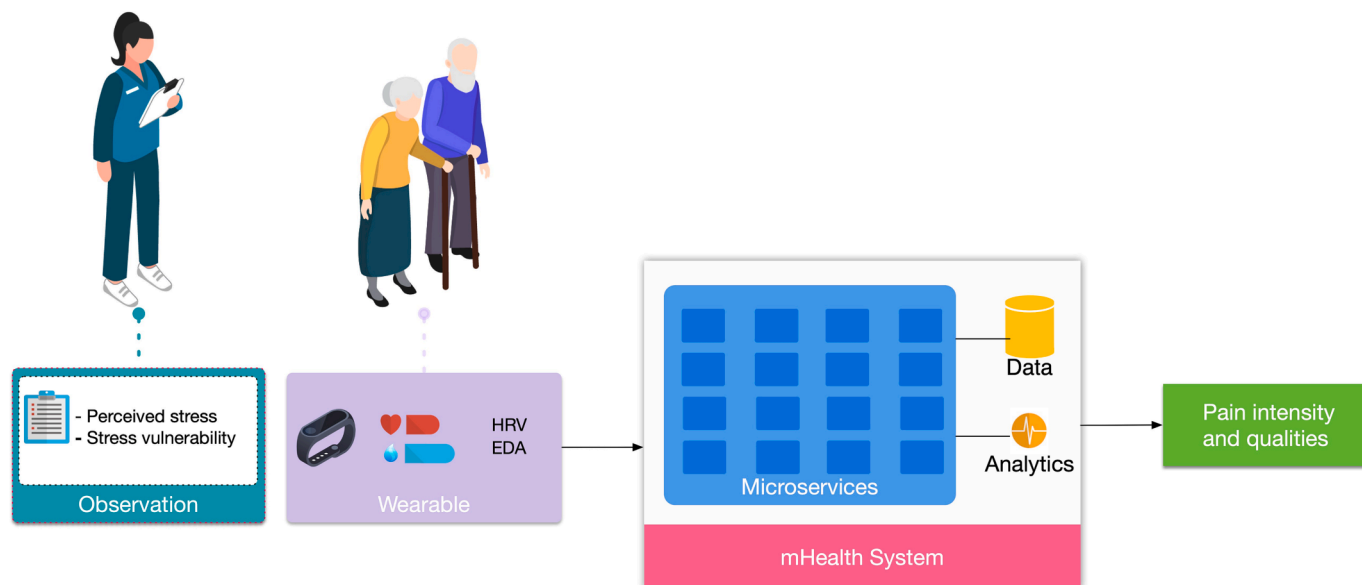 - Perceived stress
- Stress vulnerability
Observation
HRV
EDA
Wearable
Microservices
Data
Analytics
mHealth System
Pain intensity
and qualities